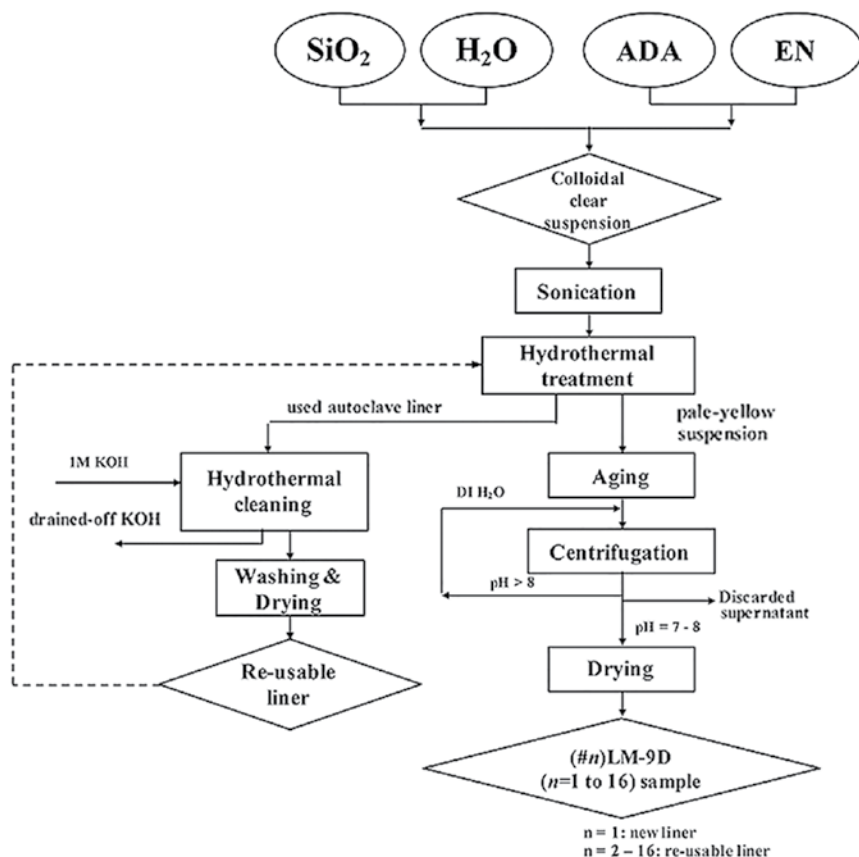 SiO₂
H₂O
ADA
EN
Colloidal
clear
suspension
Sonication
Hydrothermal
treatment
used autoclave liner
pale-yellow
suspension
1M KOH
Hydrothermal
cleaning
drained-off KOH
Aging
DI H₂O
Centrifugation
Washing &
Drying
pH > 8
Discarded
supernatant
pH = 7 - 8
Re-usable
liner
Drying
(#n)LM-9D
(n=1 to 16) sample
n = 1: new liner
n = 2 – 16: re-usable liner